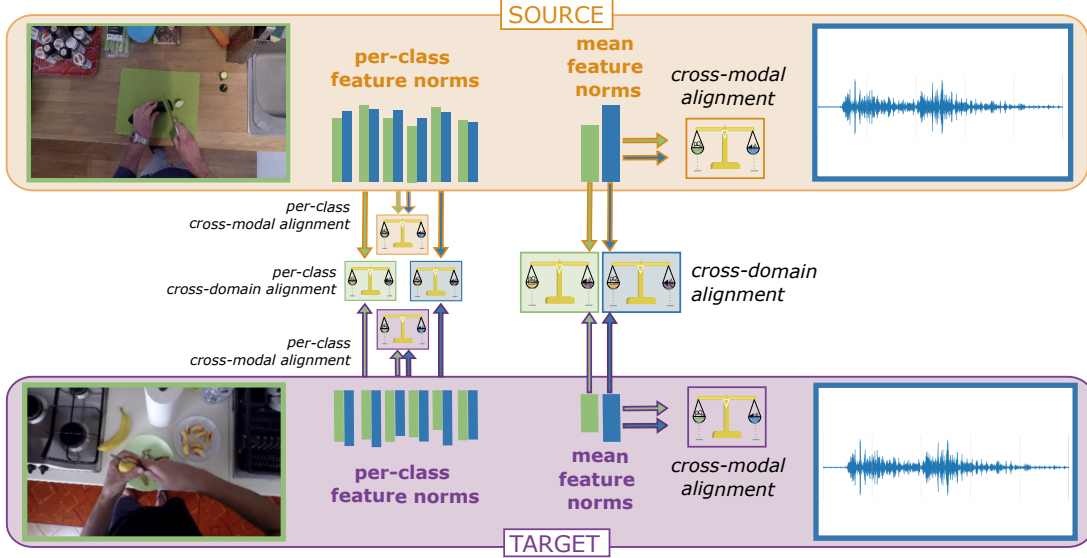 SOURCE
per-class
feature norms
mean
feature
norms
cross-modal
alignment
per-class
cross-modal alignment
per-class
cross-domain alignment
cross-domain
alignment
per-class
cross-modal alignment
per-class
feature norms
mean
feature
norms
cross-modal
alignment
TARGET